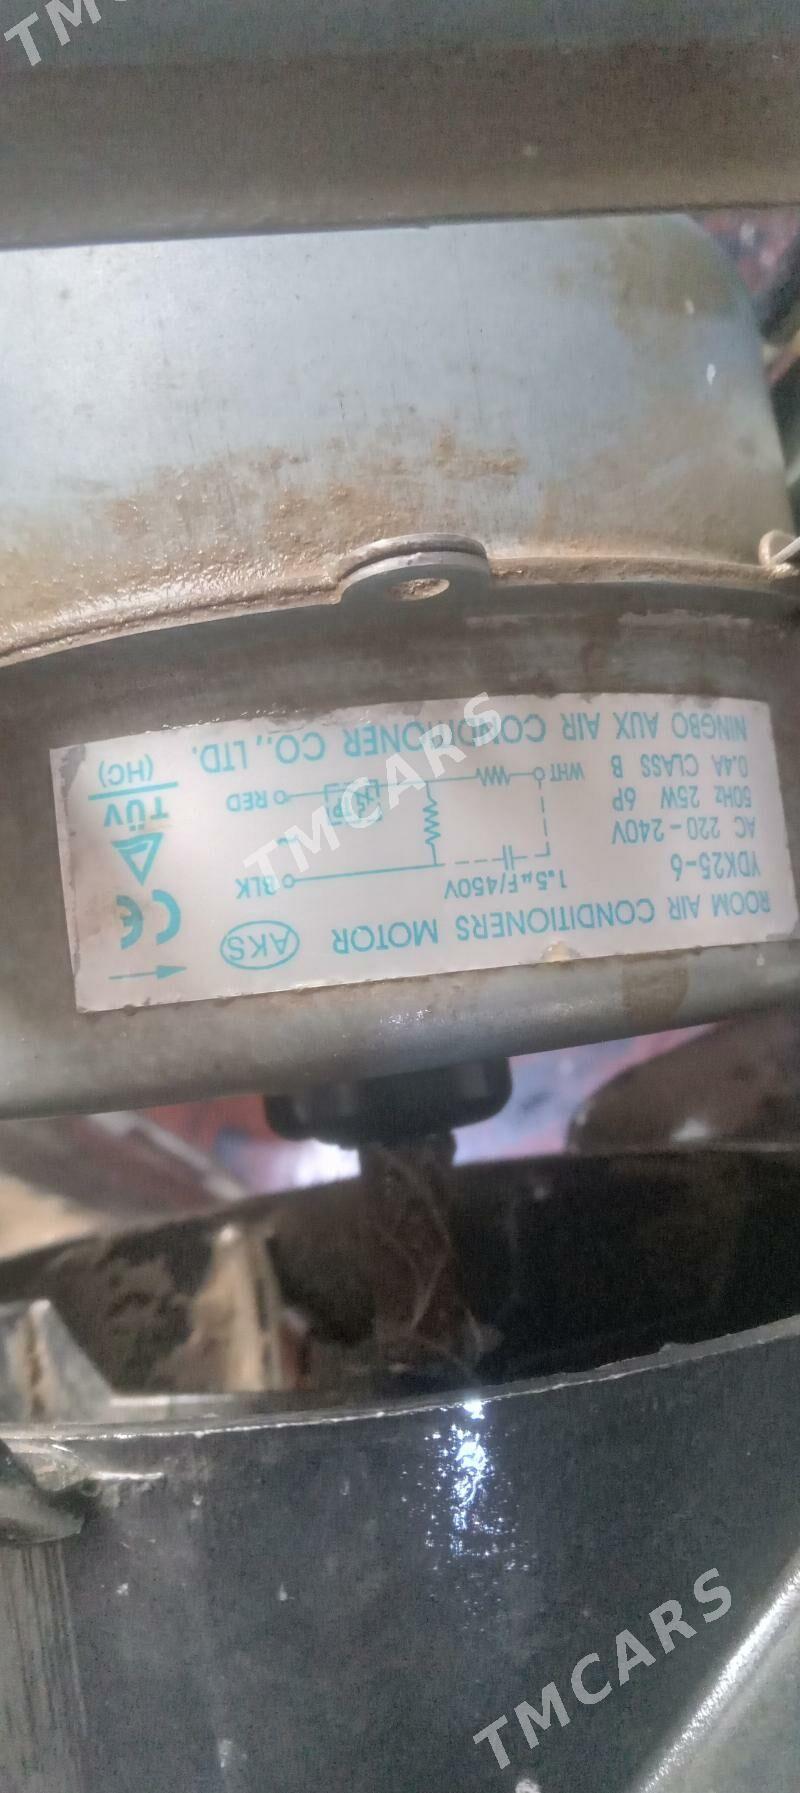 ROOM AIR CONDITIONERS MOTOR AKS
YDK25-6
AC 220-240V
50Hz 25W 6P
0.4A CLASS B
1.5μF/450V
BLK
RED
WHT
CE
TÜV
(HC)
NINGBO AUX AIR CONDITIONER CO., LTD.
TMCARS
TMCARS
TMCARS